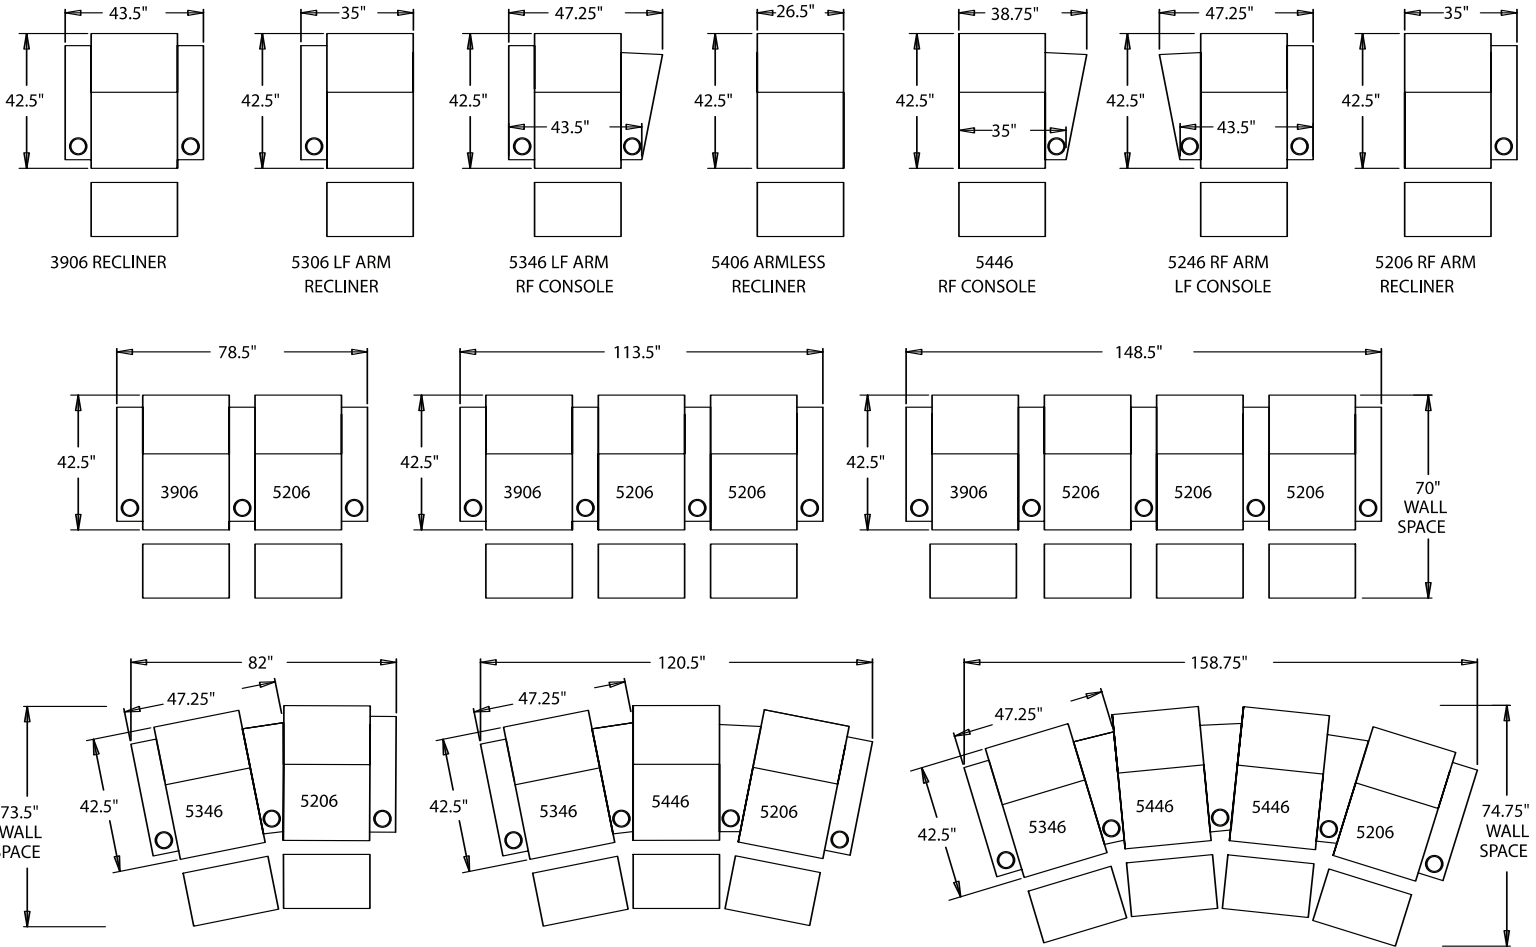 43.5" 35" 47.25" 26.5" 38.75" 47.25" 35"
42.5" 42.5" 42.5" 42.5" 42.5" 42.5" 42.5"
43.5" 35" 43.5"
3906 RECLINER
5306 LF ARM
RECLINER
5346 LF ARM
RF CONSOLE
5406 ARMLESS
RECLINER
5446
RF CONSOLE
5246 RF ARM
LF CONSOLE
5206 RF ARM
RECLINER
78.5" 113.5" 148.5"
42.5" 42.5" 42.5"
3906 5206 3906 5206 5206 3906 5206 5206 5206
70"
WALL
SPACE
82" 120.5" 158.75"
47.25" 47.25" 47.25"
42.5" 42.5" 42.5"
5346 5206 5346 5446 5206 5346 5446 5446 5206
73.5"
WALL
SPACE
74.75"
WALL
SPACE